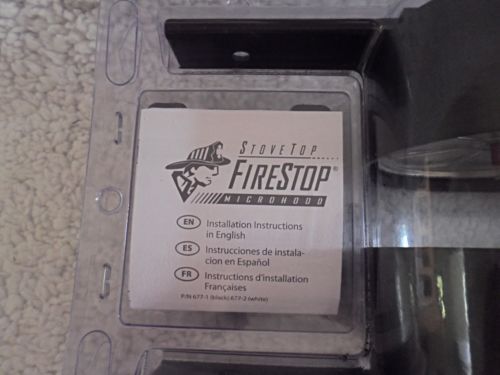 STOVETOP
FIRESTOP®
MICROHOOD
EN Installation Instructions
in English
ES Instrucciones de instala-
cion en Español
FR Instructions d'installation
Françaises
P/N 677-1 (black) 677-2 (white)